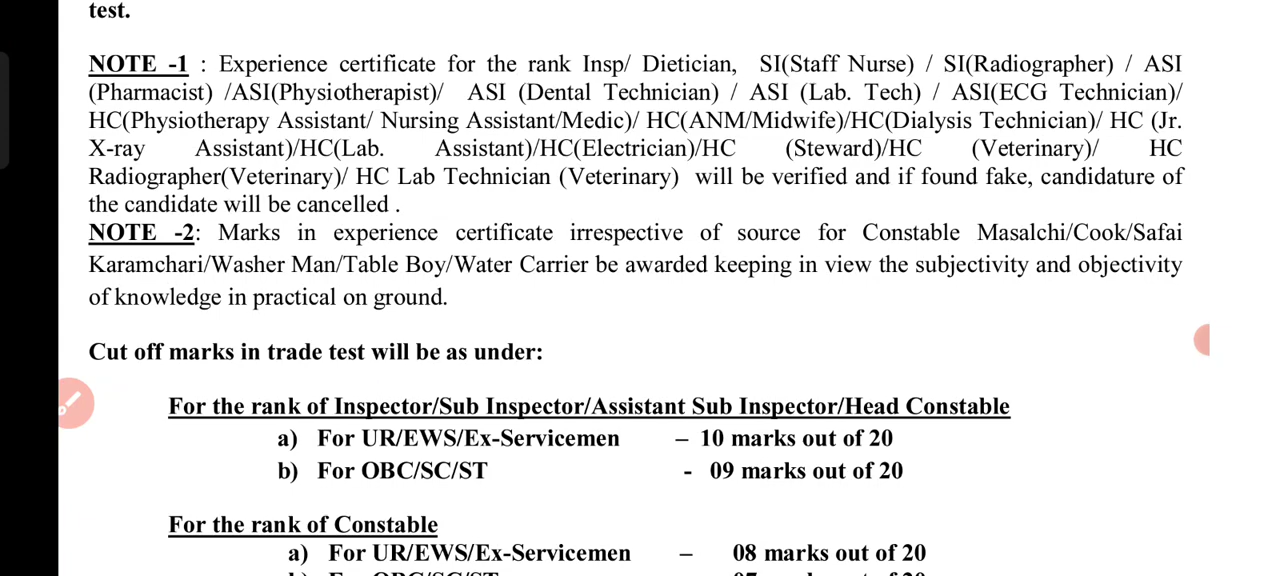 test.
NOTE -1 : Experience certificate for the rank Insp/ Dietician, SI(Staff Nurse) / SI(Radiographer) / ASI
(Pharmacist) /ASI(Physiotherapist)/ ASI (Dental Technician) / ASI (Lab. Tech) / ASI(ECG Technician)/
HC(Physiotherapy Assistant/ Nursing Assistant/Medic)/ HC(ANM/Midwife)/HC(Dialysis Technician)/ HC (Jr.
X-ray Assistant)/HC(Lab. Assistant)/HC(Electrician)/HC (Steward)/HC (Veterinary)/ HC
Radiographer(Veterinary)/ HC Lab Technician (Veterinary) will be verified and if found fake, candidature of
the candidate will be cancelled .
NOTE -2: Marks in experience certificate irrespective of source for Constable Masalchi/Cook/Safai
Karamchari/Washer Man/Table Boy/Water Carrier be awarded keeping in view the subjectivity and objectivity
of knowledge in practical on ground.
Cut off marks in trade test will be as under:
For the rank of Inspector/Sub Inspector/Assistant Sub Inspector/Head Constable
a) For UR/EWS/Ex-Servicemen – 10 marks out of 20
b) For OBC/SC/ST - 09 marks out of 20
For the rank of Constable
a) For UR/EWS/Ex-Servicemen – 08 marks out of 20